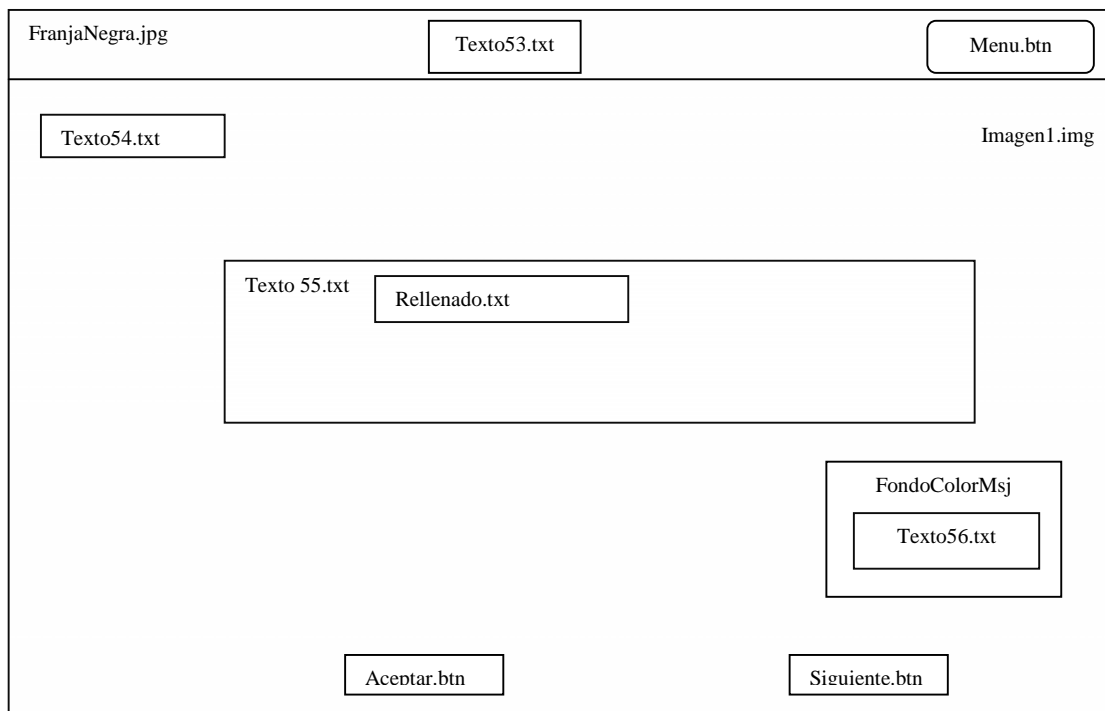 FranjaNegra.jpg
Texto53.txt
Menu.btn
Texto54.txt
Imagen1.img
Texto 55.txt
Rellenado.txt
FondoColorMsj
Texto56.txt
Aceptar.btn
Siguiente.btn